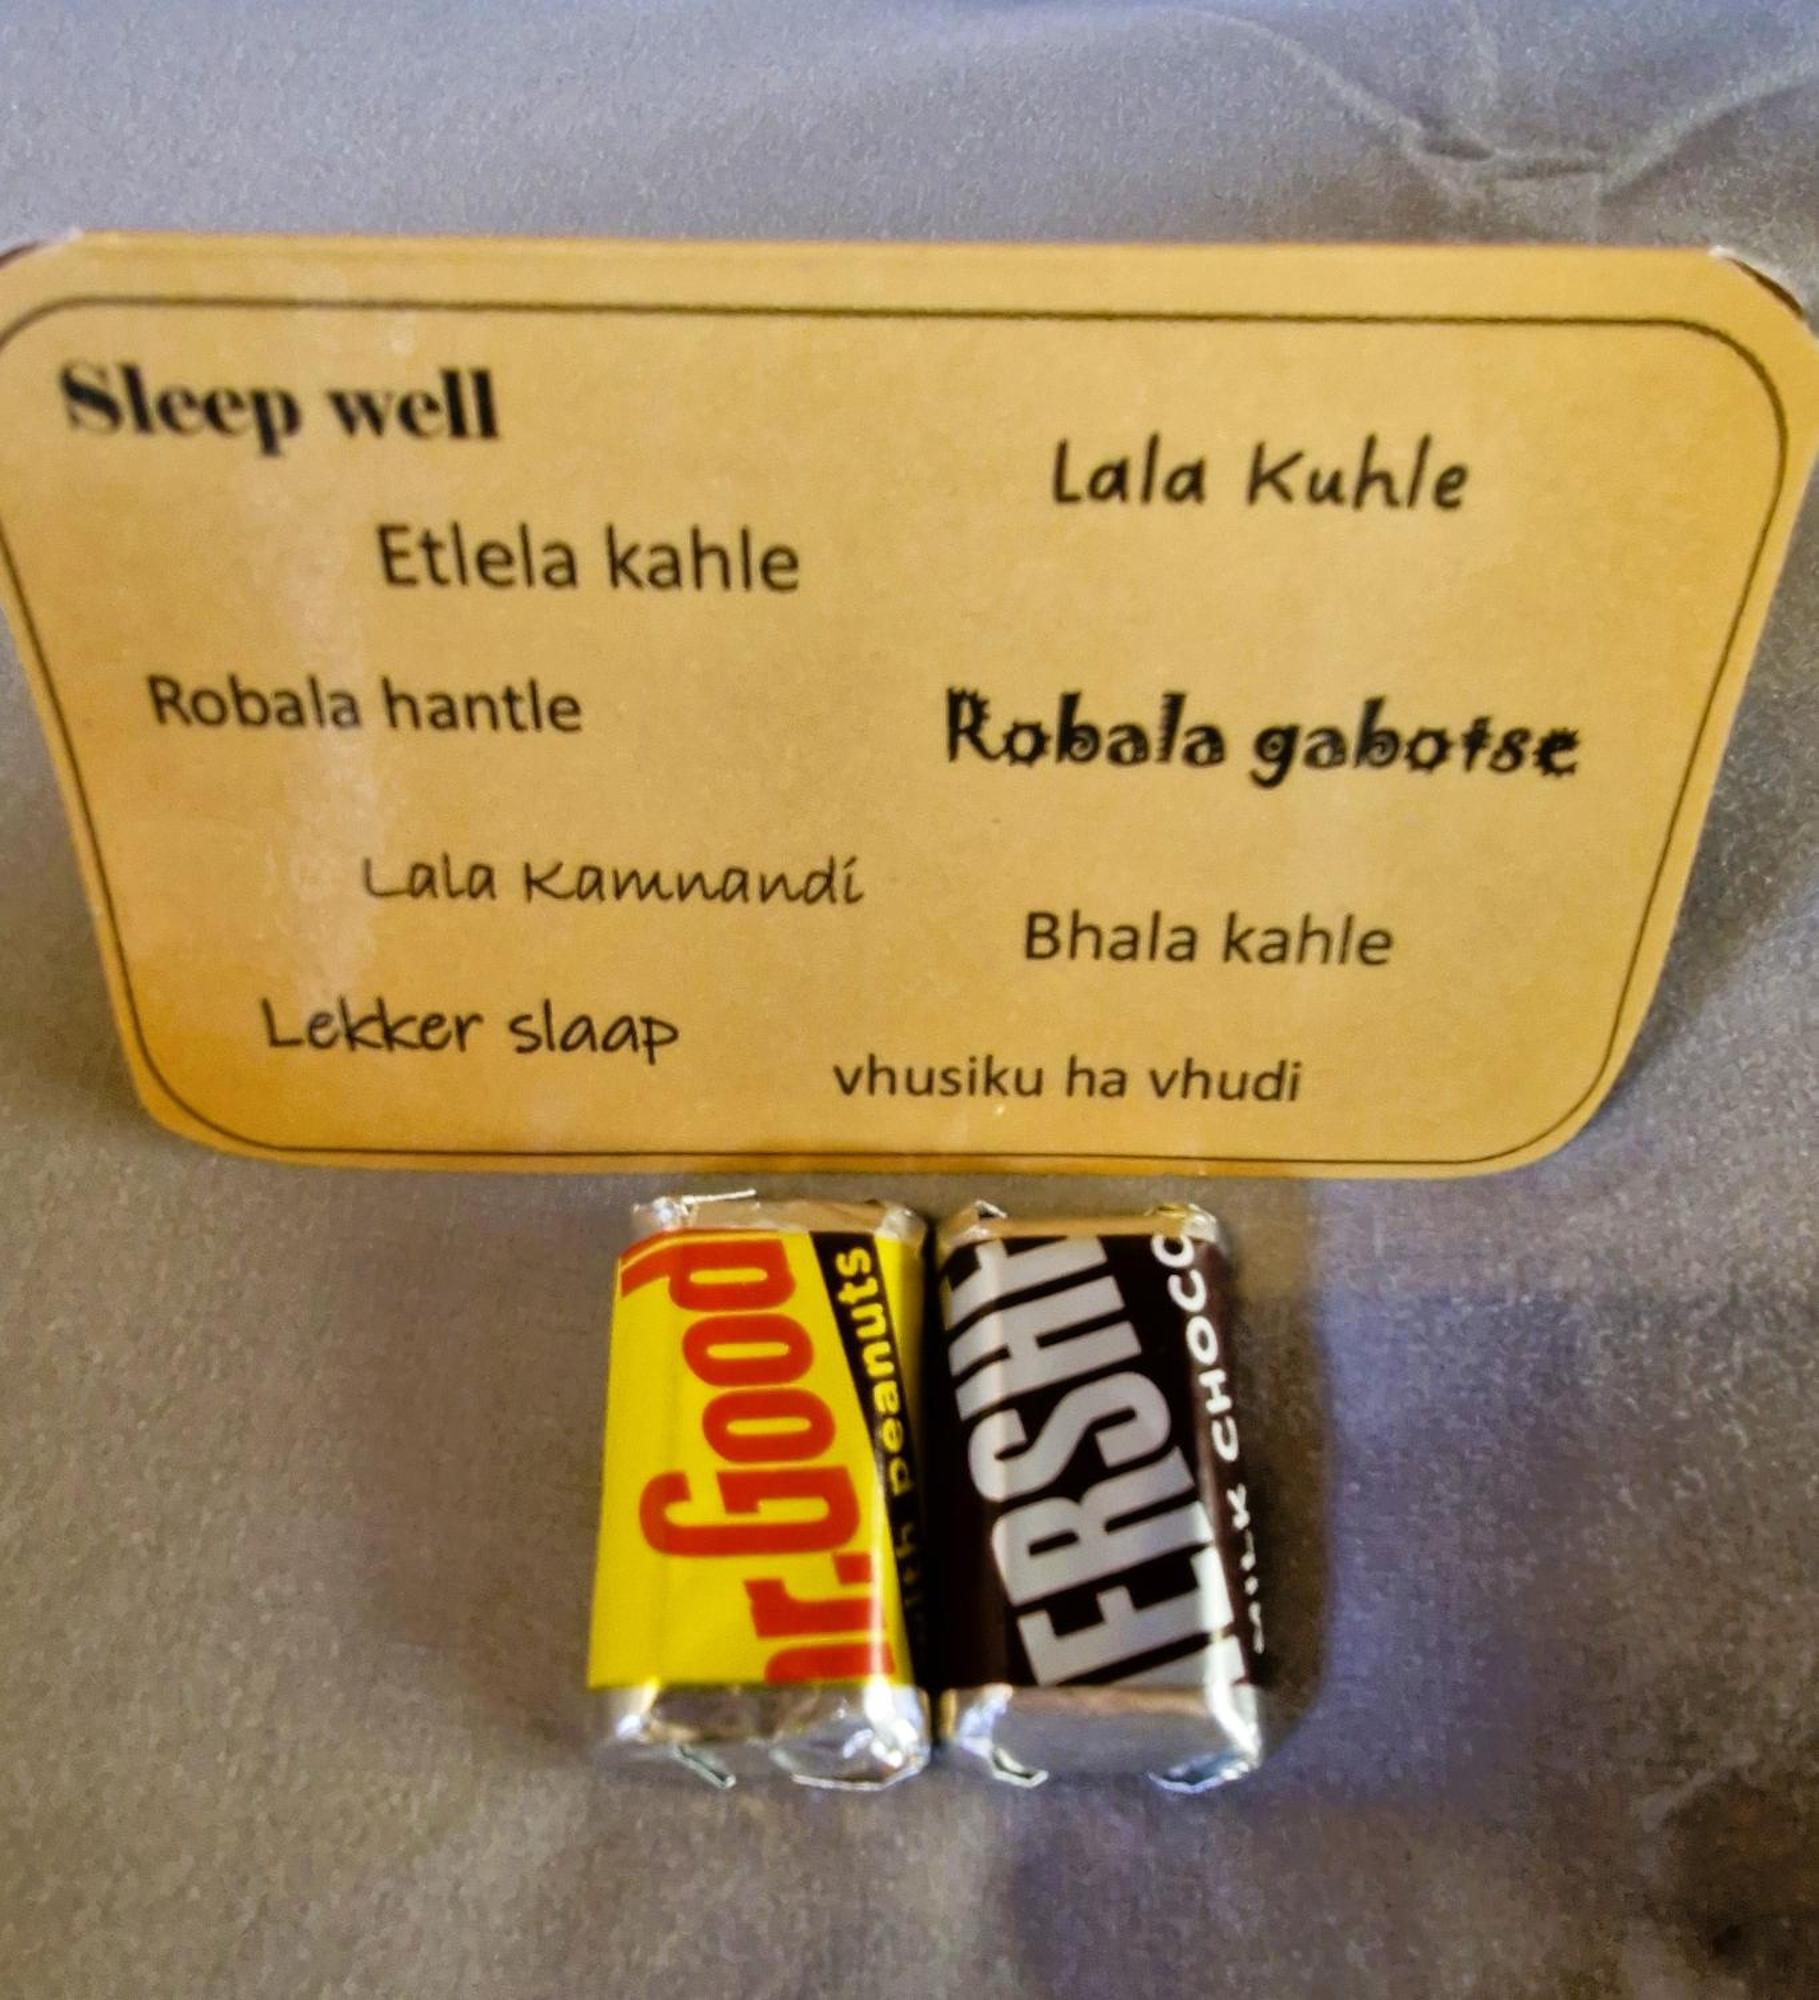 Sleep well
Lala Kuhle
Etlela kahle
Robala hantle
Robala gabotse
Lala Kamnandi
Bhala kahle
Lekker slaap
vhusiku ha vhudi
r.Good
with peanuts
ERSHE
MILK CHOCO